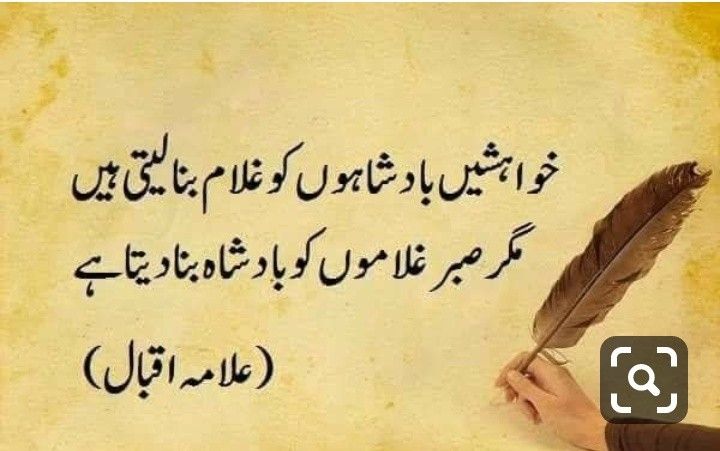 خواہشیں بادشاہوں کو غلام بنا لیتی ہیں
مگر صبر غلاموں کو بادشاہ بنا دیتا ہے
(علامہ اقبال)